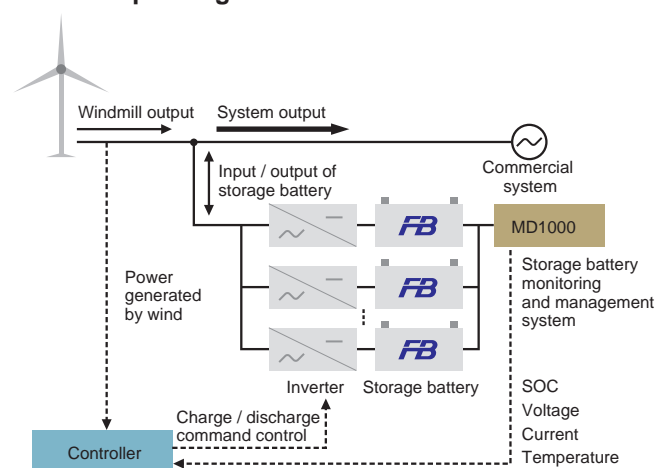 Windmill output
System output
Commercial
system
Input / output of
storage battery
FB
MD1000
FB
FB
Storage battery
monitoring
and management
system
Power
generated
by wind
Inverter
Storage battery
SOC
Voltage
Current
Temperature
Charge / discharge
command control
Controller